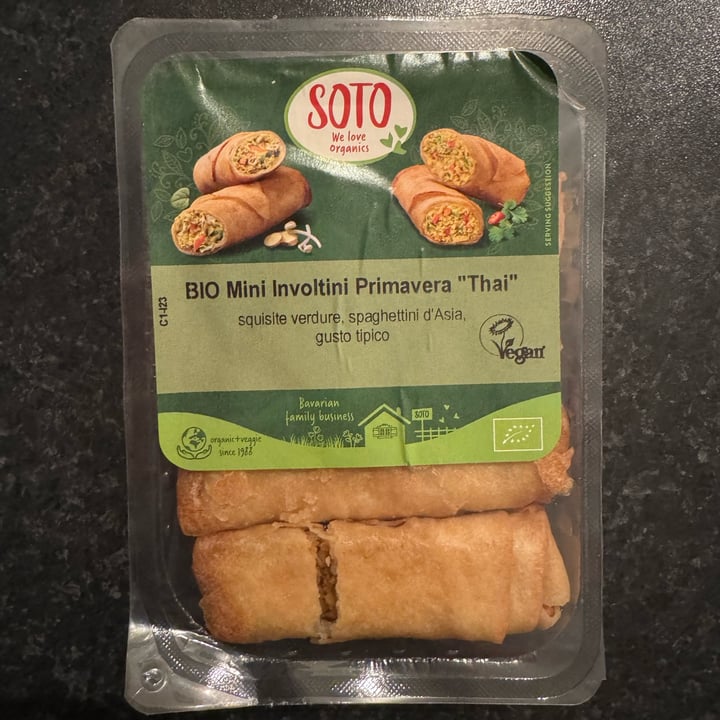 SOTO
We love
organics
SERVING SUGGESTION
BIO Mini Involtini Primavera "Thai"
squisite verdure, spaghettini d'Asia,
gusto tipico
C1-I23
Vegan
Bavarian
family business
SOTO
organic+veggie
since 1988